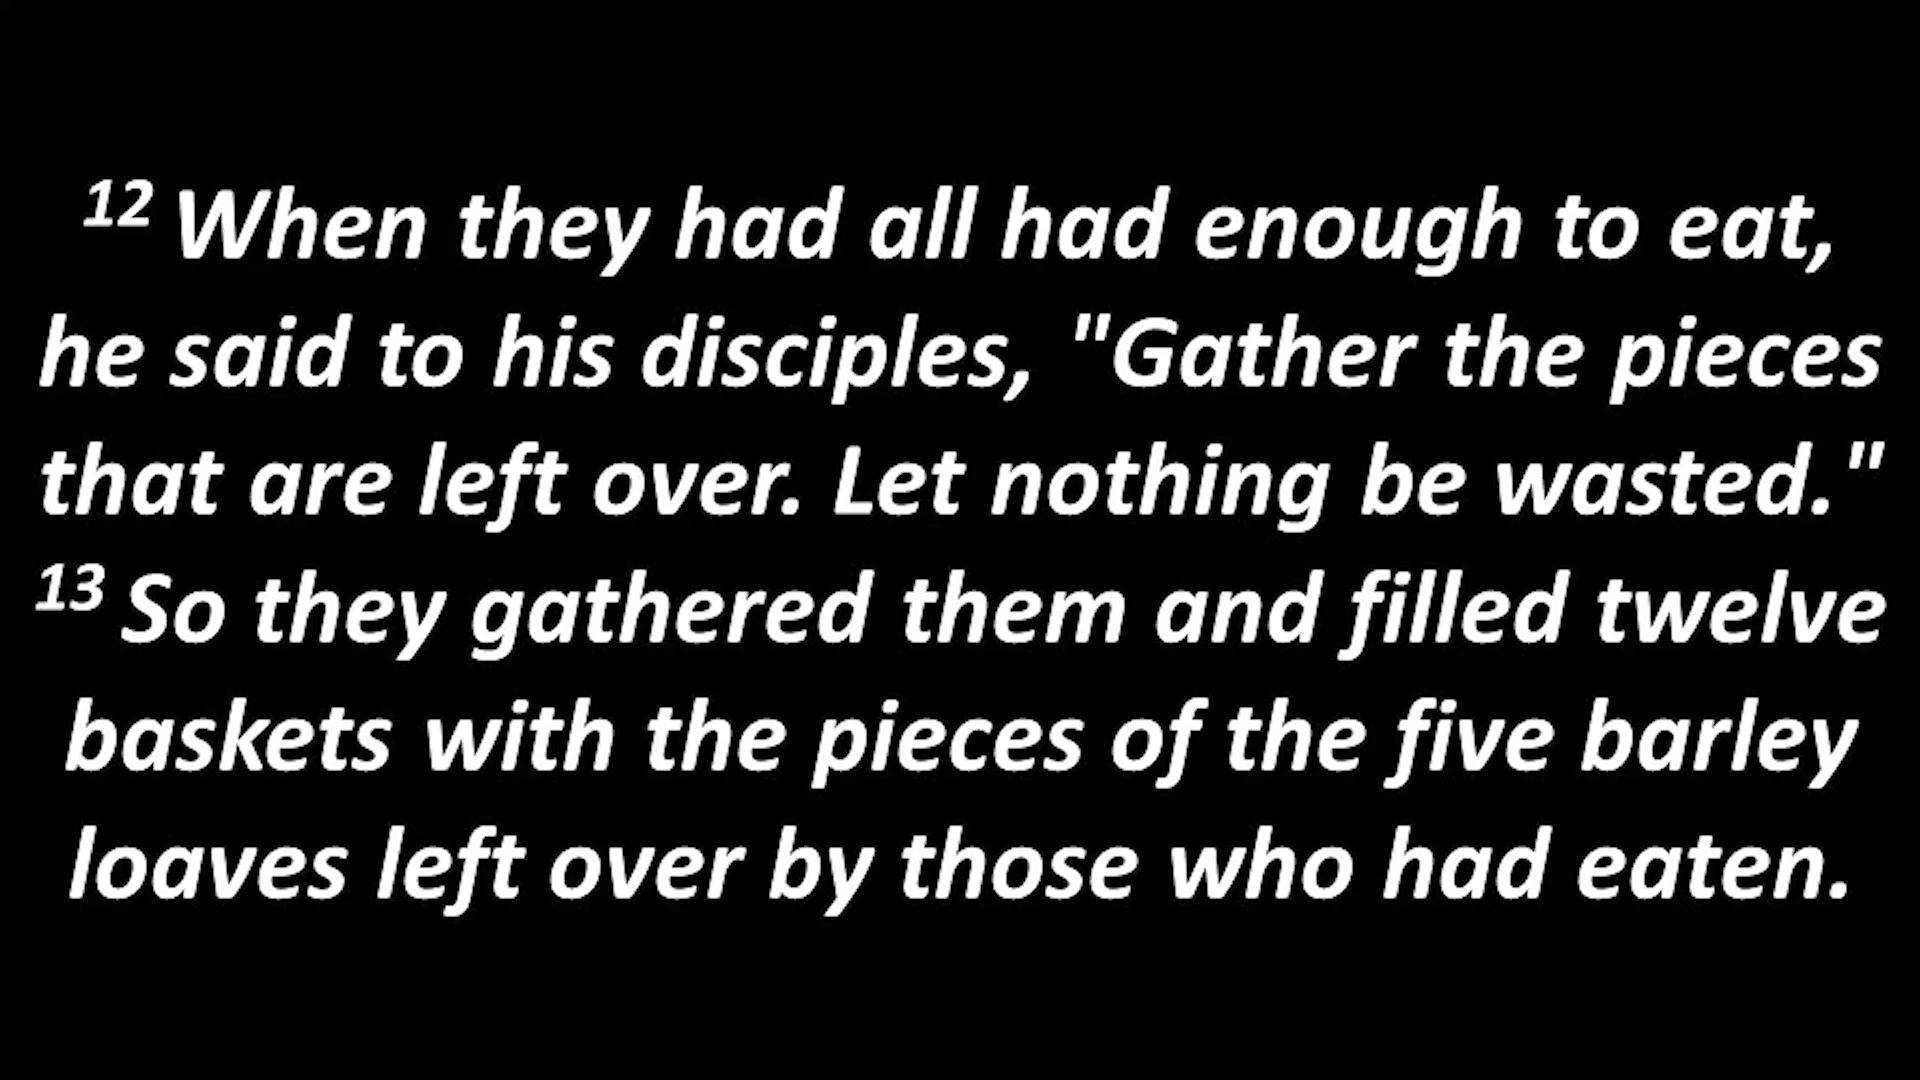 12 When they had all had enough to eat,
he said to his disciples, "Gather the pieces
that are left over. Let nothing be wasted."
13 So they gathered them and filled twelve
baskets with the pieces of the five barley
loaves left over by those who had eaten.